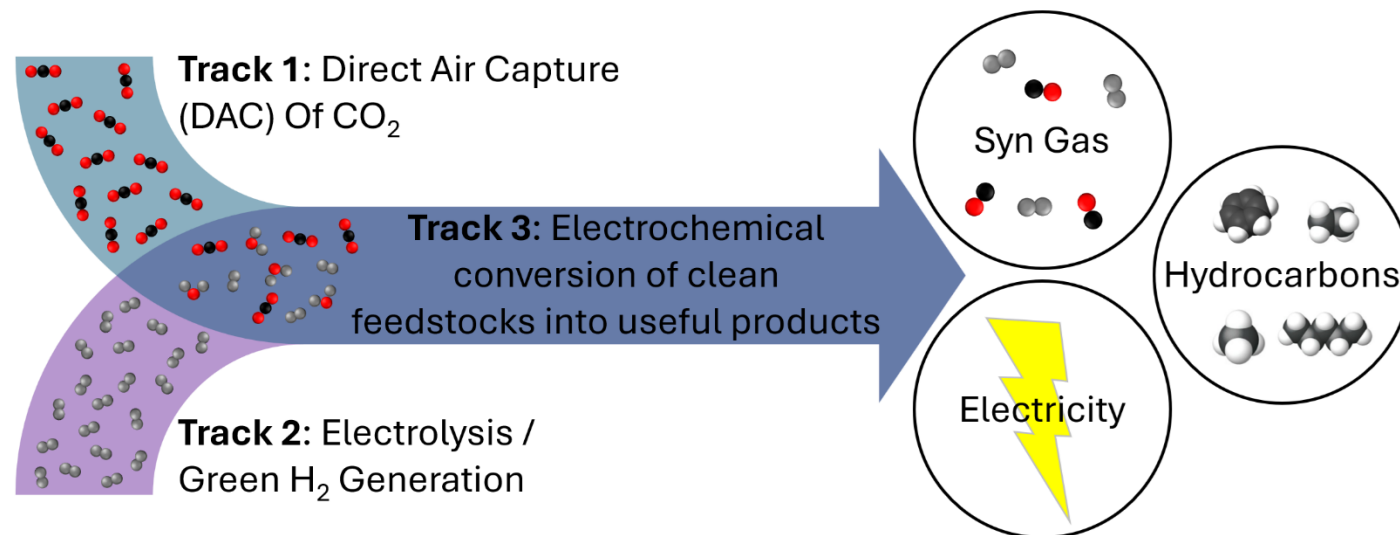 Track 1: Direct Air Capture
(DAC) Of CO₂
Track 3: Electrochemical
conversion of clean
feedstocks into useful products
Track 2: Electrolysis /
Green H₂ Generation
Syn Gas
Hydrocarbons
Electricity